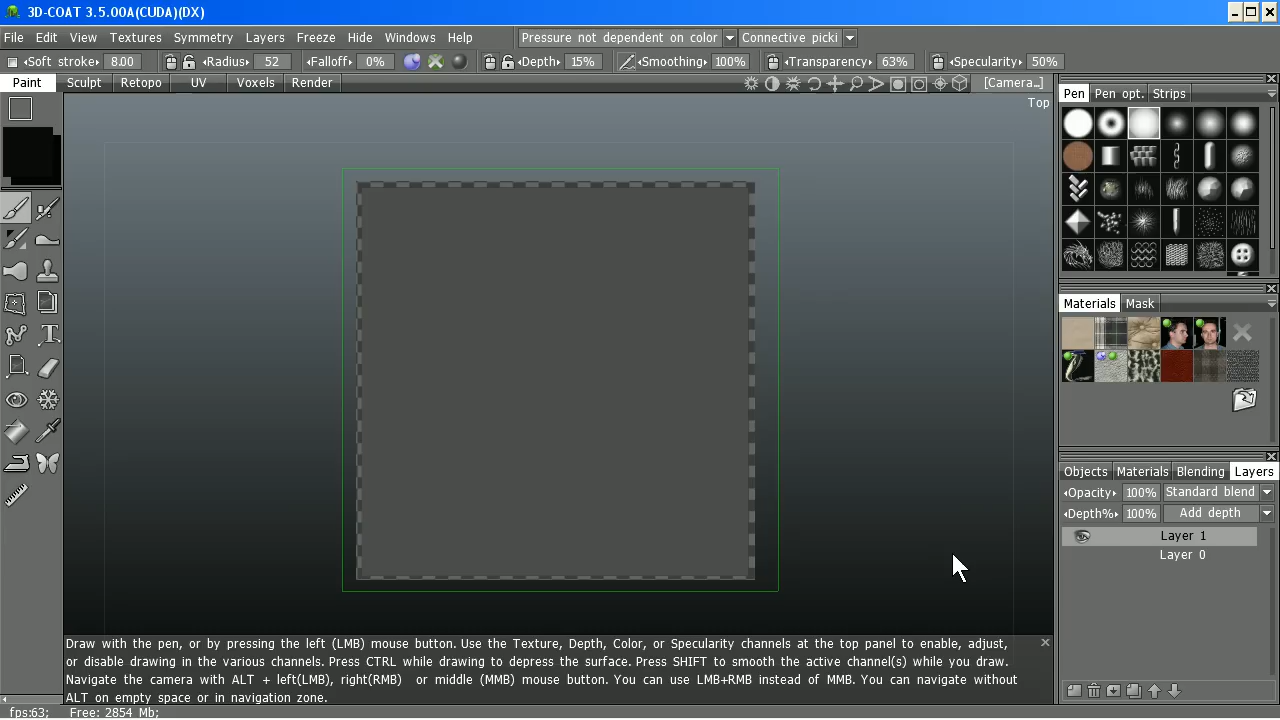 3D-COAT 3.5.00A(CUDA)(DX)
File Edit View Textures Symmetry Layers Freeze Hide Windows Help Pressure not dependent on color Connective picki
Soft stroke 8.00 Radius 52 Falloff 0% Depth 15% Smoothing 100% Transparency 63% Specularity 50%
Paint Sculpt Retopo UV Voxels Render [Camera…]
Top
Pen Pen opt. Strips
Materials Mask
Objects Materials Blending Layers
Opacity 100% Standard blend
Depth% 100% Add depth
Layer 1
Layer 0
Draw with the pen, or by pressing the left (LMB) mouse button. Use the Texture, Depth, Color, or Specularity channels at the top panel to enable, adjust,
or disable drawing in the various channels. Press CTRL while drawing to depress the surface. Press SHIFT to smooth the active channel(s) while you draw.
Navigate the camera with ALT + left(LMB), right(RMB) or middle (MMB) mouse button. You can use LMB+RMB instead of MMB. You can navigate without
ALT on empty space or in navigation zone.
fps:63; Free: 2854 Mb;